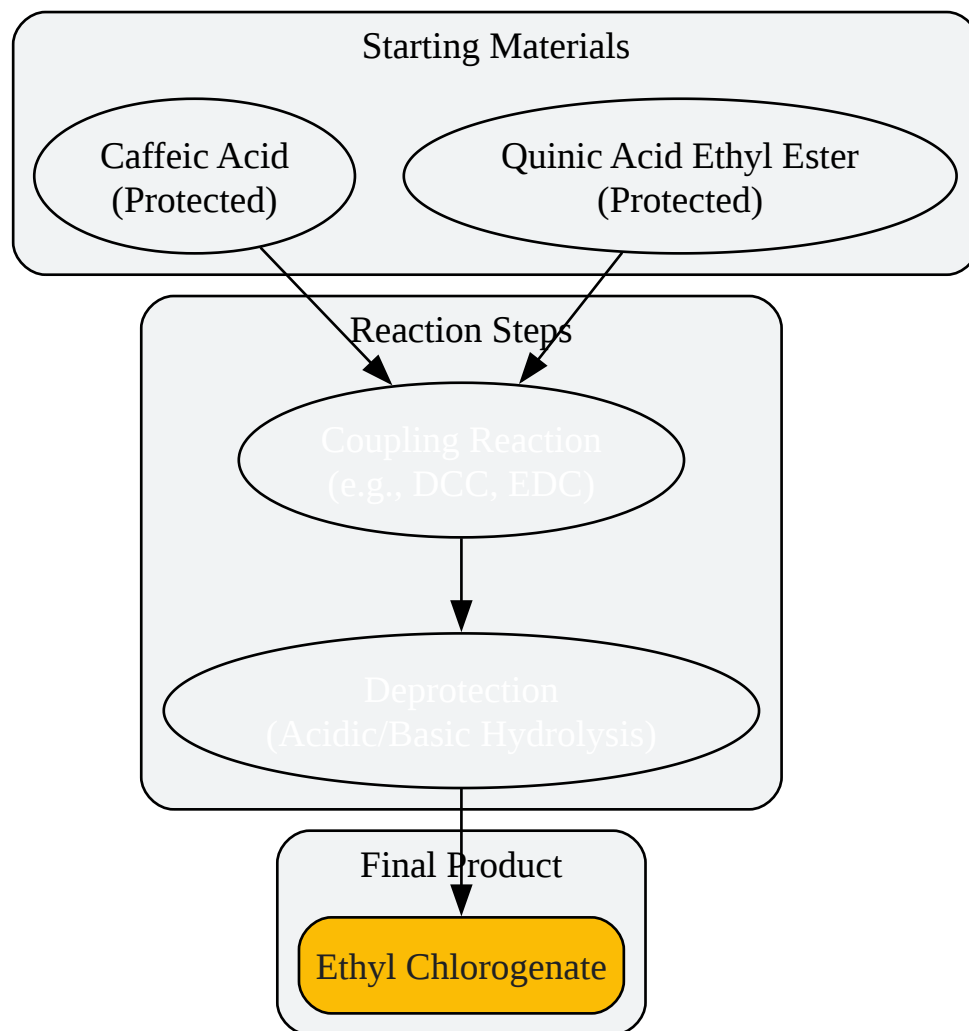 Starting Materials
Caffeic Acid
(Protected)
Quinic Acid Ethyl Ester
(Protected)
Reaction Steps
Coupling Reaction
(e.g., DCC, EDC)
Deprotection
(Acidic/Basic Hydrolysis)
Final Product
Ethyl Chlorogenate